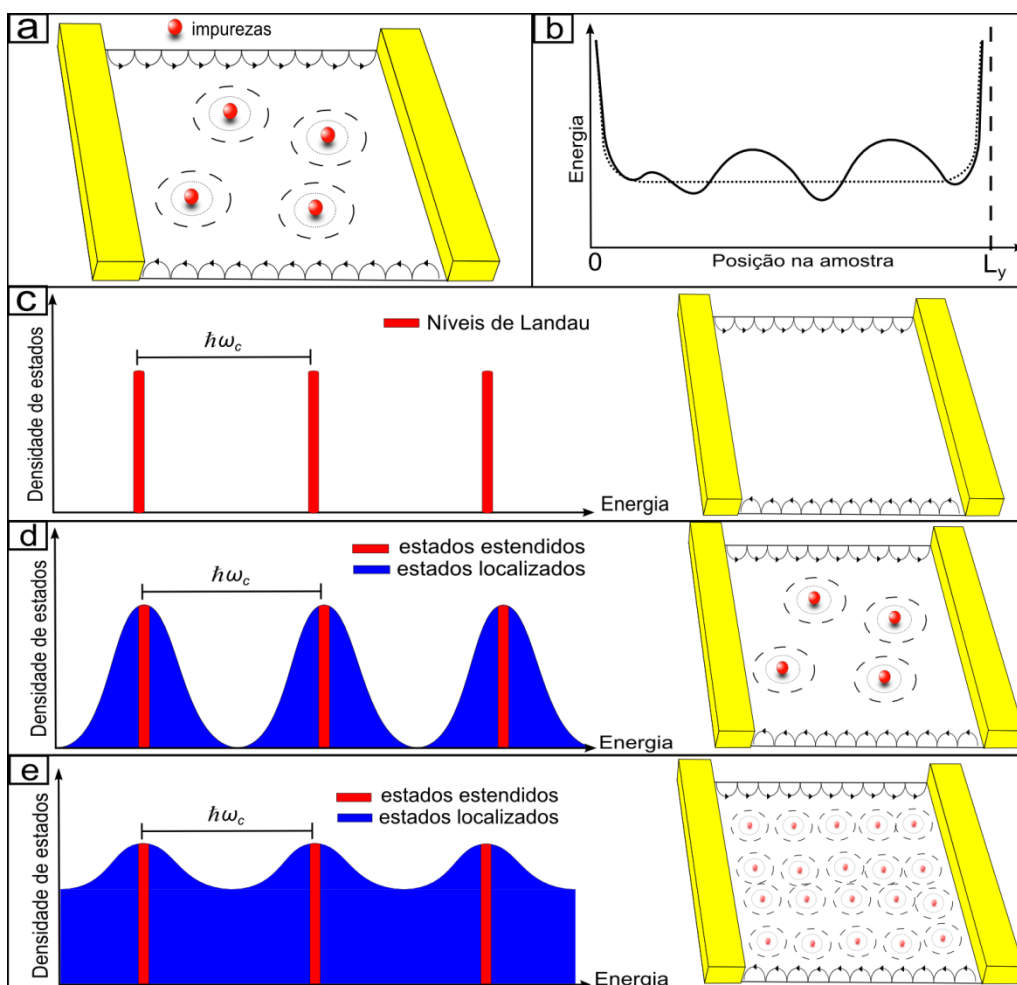 a
impurezas
b
Energia
0
Posição na amostra
L_y
c
Densidade de estados
ℏω_c
Níveis de Landau
Energia
d
Densidade de estados
ℏω_c
estados estendidos
estados localizados
Energia
e
Densidade de estados
ℏω_c
estados estendidos
estados localizados
Energia